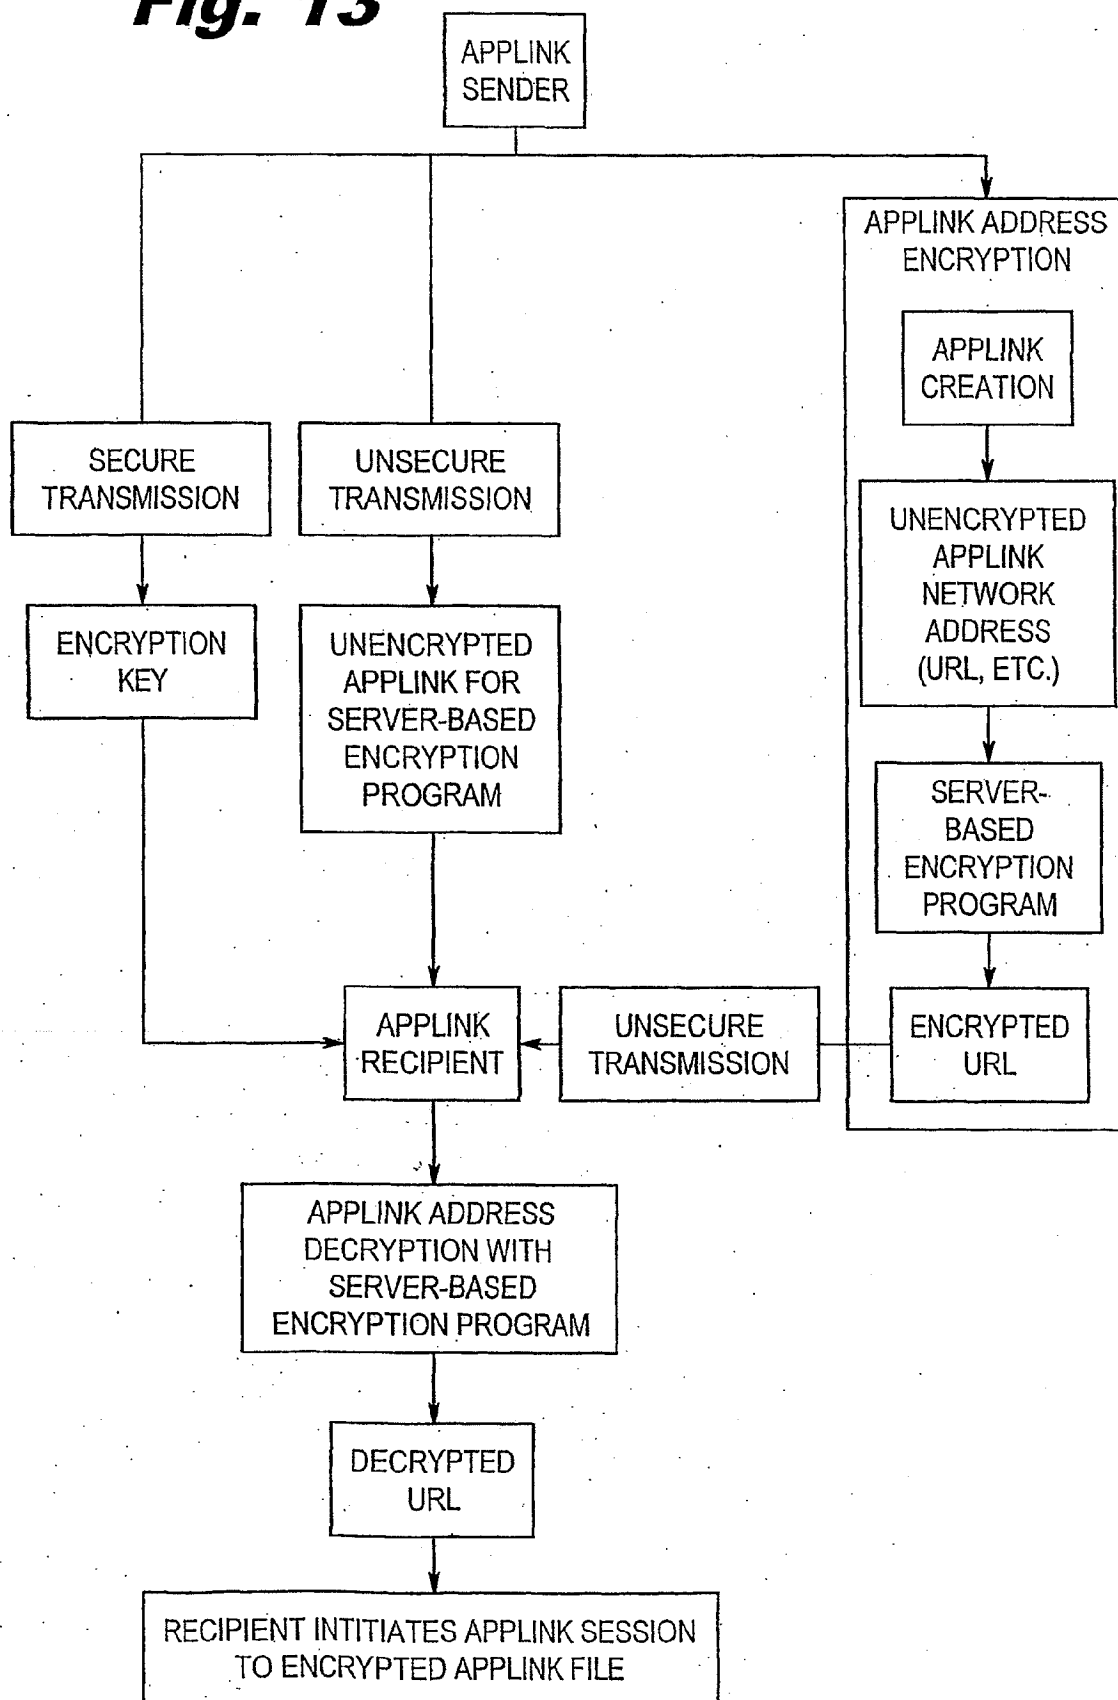 Fig. 13
APPLINK
SENDER
APPLINK ADDRESS
ENCRYPTION
APPLINK
CREATION
SECURE
TRANSMISSION
UNSECURE
TRANSMISSION
UNENCRYPTED
APPLINK
NETWORK
ADDRESS
(URL, ETC.)
ENCRYPTION
KEY
UNENCRYPTED
APPLINK FOR
SERVER-BASED
ENCRYPTION
PROGRAM
SERVER-
BASED
ENCRYPTION
PROGRAM
APPLINK
RECIPIENT
UNSECURE
TRANSMISSION
ENCRYPTED
URL
APPLINK ADDRESS
DECRYPTION WITH
SERVER-BASED
ENCRYPTION PROGRAM
DECRYPTED
URL
RECIPIENT INTITIATES APPLINK SESSION
TO ENCRYPTED APPLINK FILE